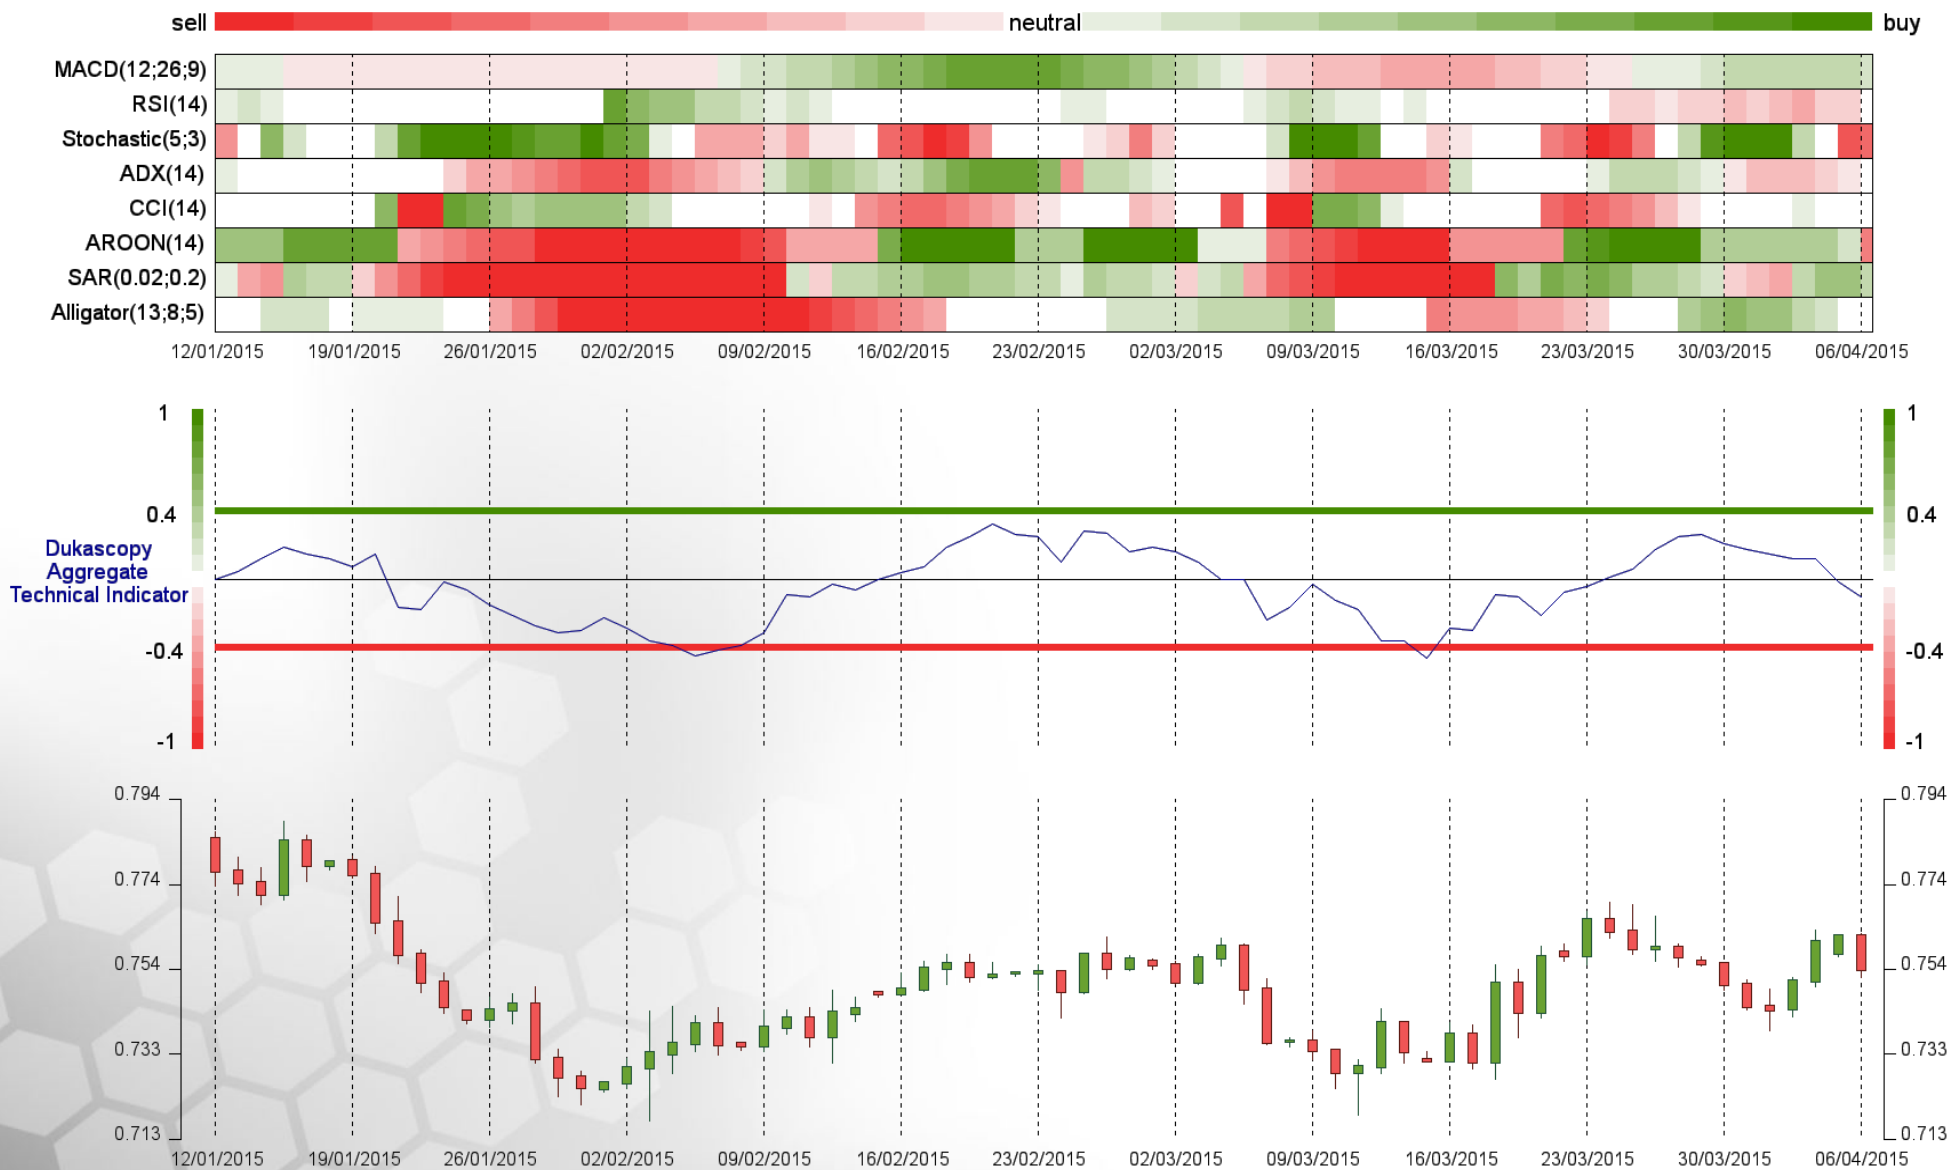 sell neutral buy
MACD(12;26;9)
RSI(14)
Stochastic(5;3)
ADX(14)
CCI(14)
AROON(14)
SAR(0.02;0.2)
Alligator(13;8;5)
12/01/2015 19/01/2015 26/01/2015 02/02/2015 09/02/2015 16/02/2015 23/02/2015 02/03/2015 09/03/2015 16/03/2015 23/03/2015 30/03/2015 06/04/2015
1 1
0.4 0.4
Dukascopy
Aggregate
Technical Indicator
-0.4 -0.4
-1 -1
0.794 0.794
0.774 0.774
0.754 0.754
0.733 0.733
0.713 0.713
12/01/2015 19/01/2015 26/01/2015 02/02/2015 09/02/2015 16/02/2015 23/02/2015 02/03/2015 09/03/2015 16/03/2015 23/03/2015 30/03/2015 06/04/2015